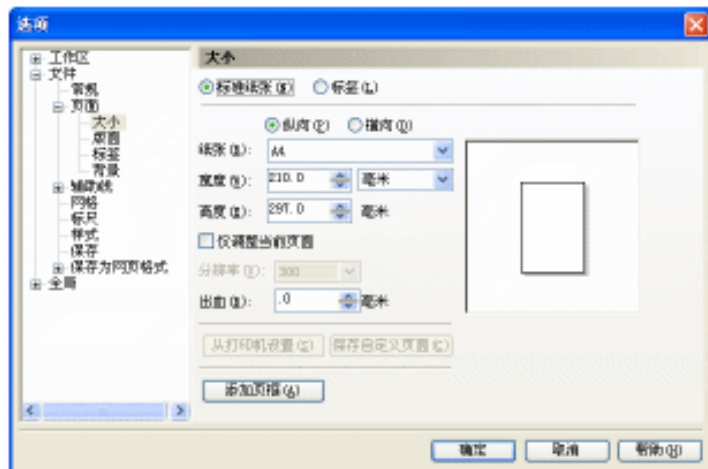 选项
工作区
文件
常规
页面
大小
版面
标签
背景
辅助线
网格
标尺
样式
保存
保存为网页格式
全局
大小
标准纸张(S) 标签(L)
纵向(P) 横向(D)
纸张(R): A4
宽度(W): 210.0 毫米
高度(E): 297.0 毫米
仅调整当前页面
分辨率 300
出血 .0 毫米
从打印机设置(S) 保存自定义页面(C)
添加页框(A)
确定 取消 帮助(H)